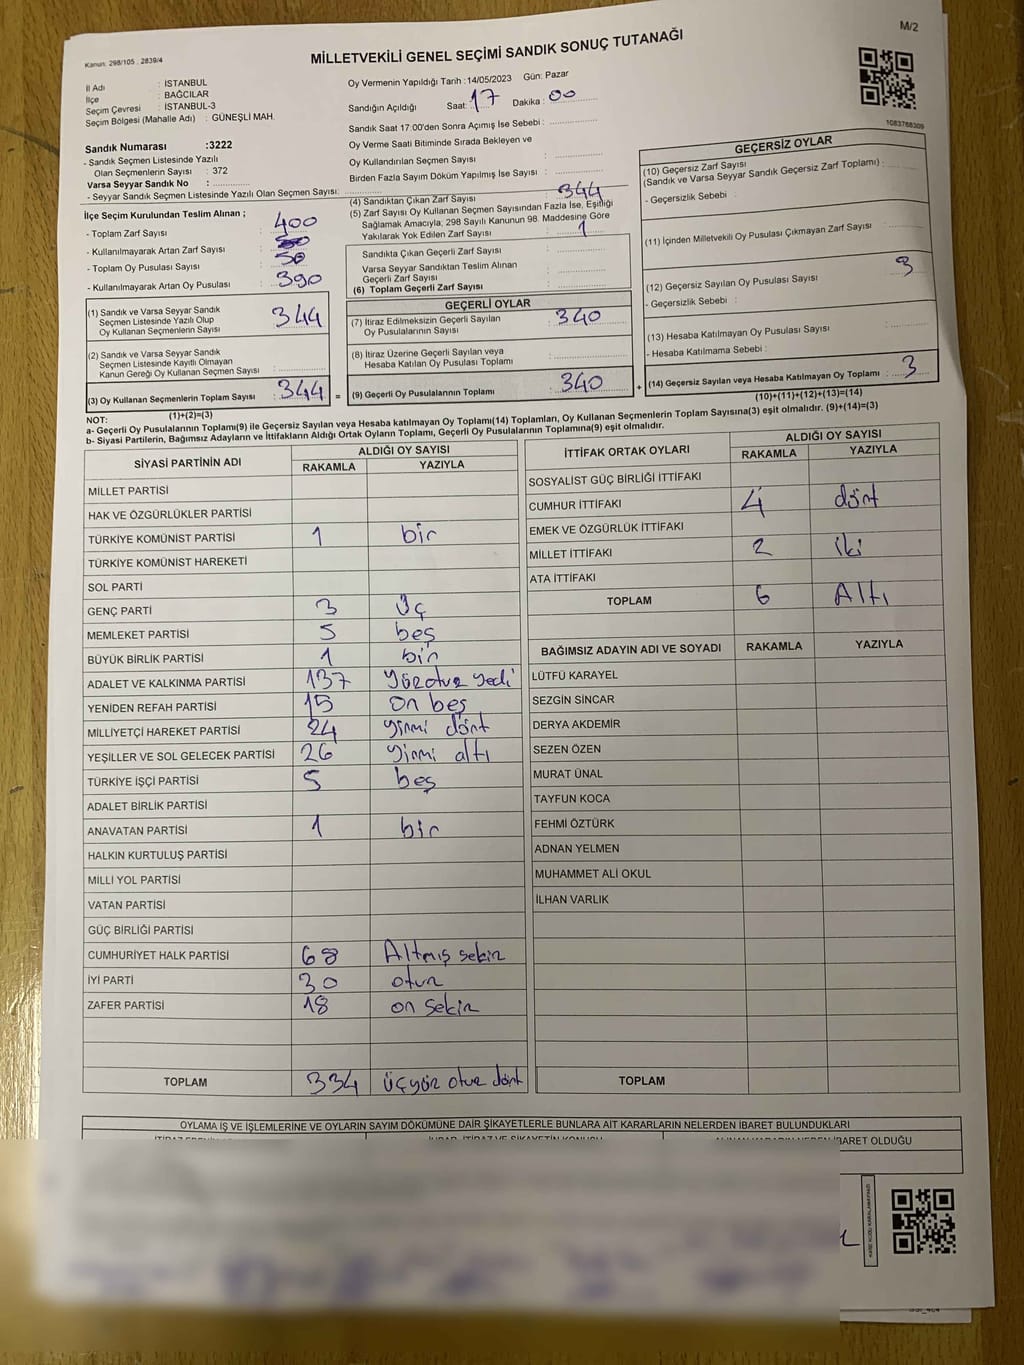 M/2
Kanun: 298/105 , 2839/4
MİLLETVEKİLİ GENEL SEÇİMİ SANDIK SONUÇ TUTANAĞI
İl Adı : İSTANBUL
İlçe : BAĞCILAR
Seçim Çevresi : İSTANBUL-3
Seçim Bölgesi (Mahalle Adı) : GÜNEŞLİ MAH.
Sandık Numarası :3222
- Sandık Seçmen Listesinde Yazılı
Olan Seçmenlerin Sayısı : 372
Varsa Seyyar Sandık No :
- Seyyar Sandık Seçmen Listesinde Yazılı Olan Seçmen Sayısı:
İlçe Seçim Kurulundan Teslim Alınan ;
- Toplam Zarf Sayısı : 400
- Kullanılmayarak Artan Zarf Sayısı :
- Toplam Oy Pusulası Sayısı : 50
- Kullanılmayarak Artan Oy Pusulası : 390
(1) Sandık ve Varsa Seyyar Sandık
Seçmen Listesinde Yazılı Olup
Oy Kullanan Seçmenlerin Sayısı : 344
(2) Sandık ve Varsa Seyyar Sandık
Seçmen Listesinde Kayıtlı Olmayan
Kanun Gereği Oy Kullanan Seçmen Sayısı :
(3) Oy Kullanan Seçmenlerin Toplam Sayısı : 344
(1)+(2)=(3)
Oy Vermenin Yapıldığı Tarih :14/05/2023 Gün: Pazar
Sandığın Açıldığı Saat: 17 Dakika : 00
Sandık Saat 17:00'den Sonra Açımış İse Sebebi :
Oy Verme Saati Bitiminde Sırada Bekleyen ve
Oy Kullandırılan Seçmen Sayısı :
Birden Fazla Sayım Döküm Yapılmış İse Sayısı :
(4) Sandıktan Çıkan Zarf Sayısı : 344
(5) Zarf Sayısı Oy Kullanan Seçmen Sayısından Fazla İse, Eşitliği
Sağlamak Amacıyla, 298 Sayılı Kanunun 98. Maddesine Göre
Yakılarak Yok Edilen Zarf Sayısı : 1
Sandıkta Çıkan Geçerli Zarf Sayısı :
Varsa Seyyar Sandıktan Teslim Alınan
Geçerli Zarf Sayısı :
(6) Toplam Geçerli Zarf Sayısı :
GEÇERLİ OYLAR
(7) İtiraz Edilmeksizin Geçerli Sayılan
Oy Pusulalarının Sayısı : 340
(8) İtiraz Üzerine Geçerli Sayılan veya
Hesaba Katılan Oy Pusulası Toplamı :
= (9) Geçerli Oy Pusulalarının Toplamı : 340 +
1083768309
GEÇERSİZ OYLAR
(10) Geçersiz Zarf Sayısı
(Sandık ve Varsa Seyyar Sandık Geçersiz Zarf Toplamı) :
- Geçersizlik Sebebi :
(11) İçinden Milletvekili Oy Pusulası Çıkmayan Zarf Sayısı :
(12) Geçersiz Sayılan Oy Pusulası Sayısı : 3
- Geçersizlik Sebebi :
(13) Hesaba Katılmayan Oy Pusulası Sayısı :
- Hesaba Katılmama Sebebi :
(14) Geçersiz Sayılan veya Hesaba Katılmayan Oy Toplamı : 3
(10)+(11)+(12)+(13)=(14)
NOT:
a- Geçerli Oy Pusulalarının Toplamı(9) ile Geçersiz Sayılan veya Hesaba katılmayan Oy Toplamı(14) Toplamları, Oy Kullanan Seçmenlerin Toplam Sayısına(3) eşit olmalıdır. (9)+(14)=(3)
b- Siyasi Partilerin, Bağımsız Adayların ve İttifakların Aldığı Ortak Oyların Toplamı, Geçerli Oy Pusulalarının Toplamına(9) eşit olmalıdır.
SİYASİ PARTİNİN ADI ALDIĞI OY SAYISI
RAKAMLA YAZIYLA
MİLLET PARTİSİ
HAK VE ÖZGÜRLÜKLER PARTİSİ
TÜRKİYE KOMÜNİST PARTİSİ 1 bir
TÜRKİYE KOMÜNİST HAREKETİ
SOL PARTİ
GENÇ PARTİ 3 üç
MEMLEKET PARTİSİ 5 beş
BÜYÜK BİRLİK PARTİSİ 1 bir
ADALET VE KALKINMA PARTİSİ 137 yüzotuz yedi
YENİDEN REFAH PARTİSİ 15 on beş
MİLLİYETÇİ HAREKET PARTİSİ 24 yirmi dört
YEŞİLLER VE SOL GELECEK PARTİSİ 26 yirmi altı
TÜRKİYE İŞÇİ PARTİSİ 5 beş
ADALET BİRLİK PARTİSİ
ANAVATAN PARTİSİ 1 bir
HALKIN KURTULUŞ PARTİSİ
MİLLİ YOL PARTİSİ
VATAN PARTİSİ
GÜÇ BİRLİĞİ PARTİSİ
CUMHURİYET HALK PARTİSİ 68 Altmış sekiz
İYİ PARTİ 30 otuz
ZAFER PARTİSİ 18 on sekiz
TOPLAM 334 üçyüz otuz dört
İTTİFAK ORTAK OYLARI ALDIĞI OY SAYISI
RAKAMLA YAZIYLA
SOSYALİST GÜÇ BİRLİĞİ İTTİFAKI
CUMHUR İTTİFAKI 4 dört
EMEK VE ÖZGÜRLÜK İTTİFAKI
MİLLET İTTİFAKI 2 iki
ATA İTTİFAKI
TOPLAM 6 Altı
BAĞIMSIZ ADAYIN ADI VE SOYADI RAKAMLA YAZIYLA
LÜTFÜ KARAYEL
SEZGİN SİNCAR
DERYA AKDEMİR
SEZEN ÖZEN
MURAT ÜNAL
TAYFUN KOCA
FEHMİ ÖZTÜRK
ADNAN YELMEN
MUHAMMET ALİ OKUL
İLHAN VARLIK
TOPLAM
OYLAMA İŞ VE İŞLEMLERİNE VE OYLARIN SAYIM DÖKÜMÜNE DAİR ŞİKAYETLERLE BUNLARA AİT KARARLARIN NELERDEN İBARET BULUNDUKLARI
İBARET OLDUĞU